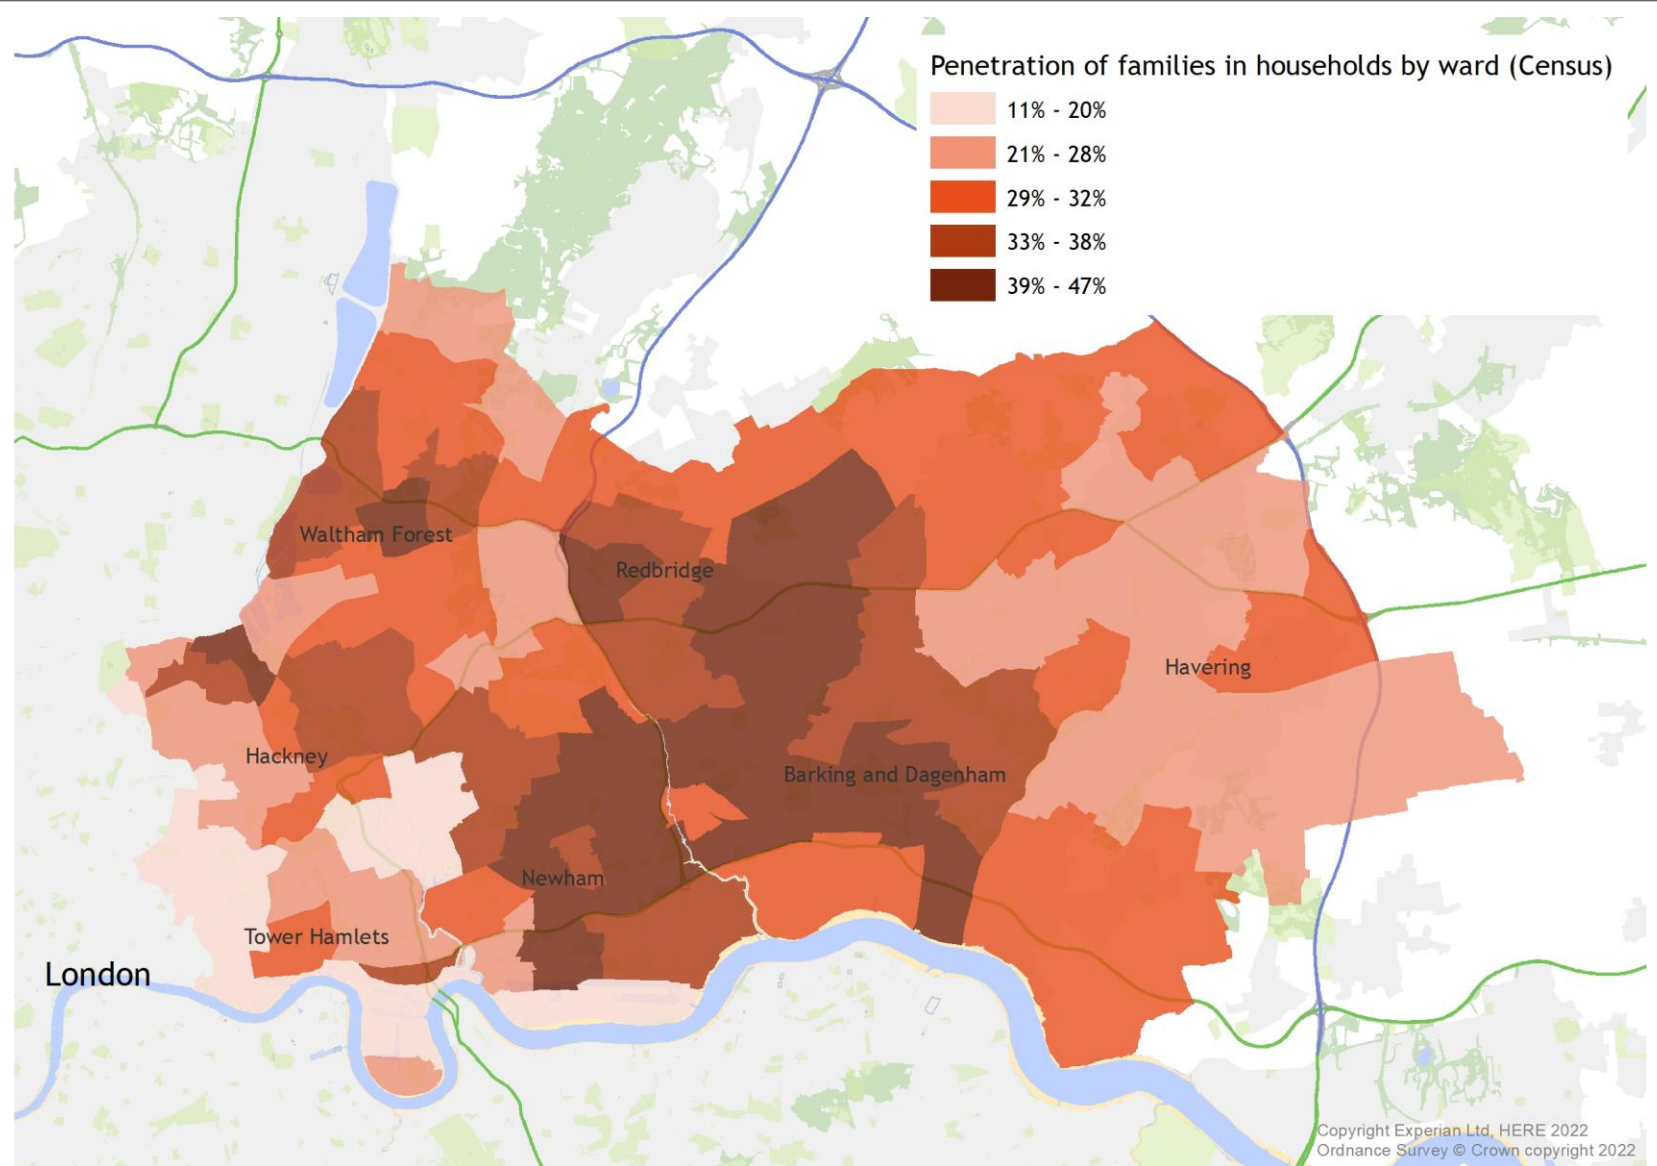 Penetration of families in households by ward (Census)
11% - 20%
21% - 28%
29% - 32%
33% - 38%
39% - 47%
Waltham Forest
Redbridge
Havering
Hackney
Barking and Dagenham
Newham
Tower Hamlets
London
Copyright Experian Ltd, HERE 2022
Ordnance Survey © Crown copyright 2022